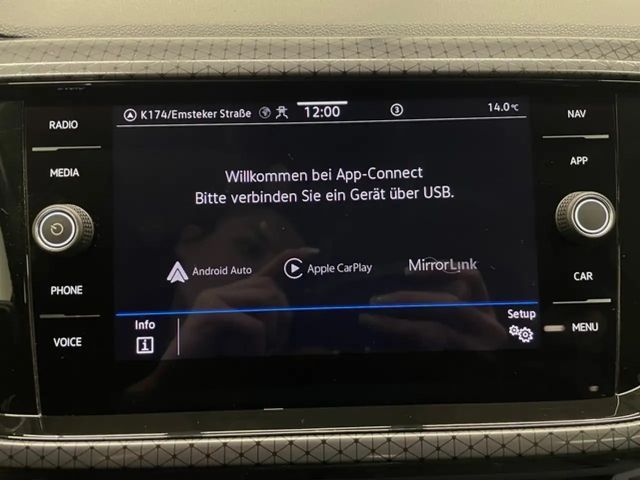 K174/Emsteker Straße 12:00 3 14.0°C
RADIO
MEDIA
PHONE
VOICE
Willkommen bei App-Connect
Bitte verbinden Sie ein Gerät über USB.
Android Auto Apple CarPlay MirrorLink
Info
i
Setup
NAV
APP
CAR
MENU